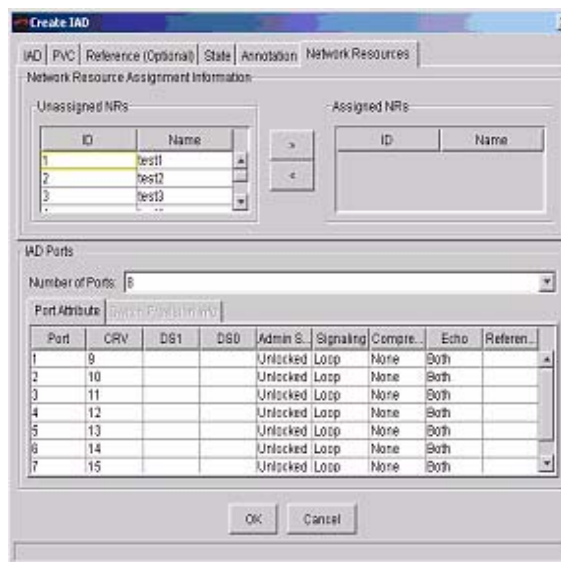 Create IAD
IAD PVC Reference (Optional) State Annotation Network Resources
Network Resource Assignment Information
Unassigned NRs
ID Name
1 test1
2 test2
3 test3
>
<
Assigned NRs
ID Name
IAD Ports
Number of Ports: 8
Port Attribute
Port CRV DS1 DS0 Admin S... Signaling Compre... Echo Referen...
1 9 Unlocked Loop None Both
2 10 Unlocked Loop None Both
3 11 Unlocked Loop None Both
4 12 Unlocked Loop None Both
5 13 Unlocked Loop None Both
6 14 Unlocked Loop None Both
7 15 Unlocked Loop None Both
OK Cancel